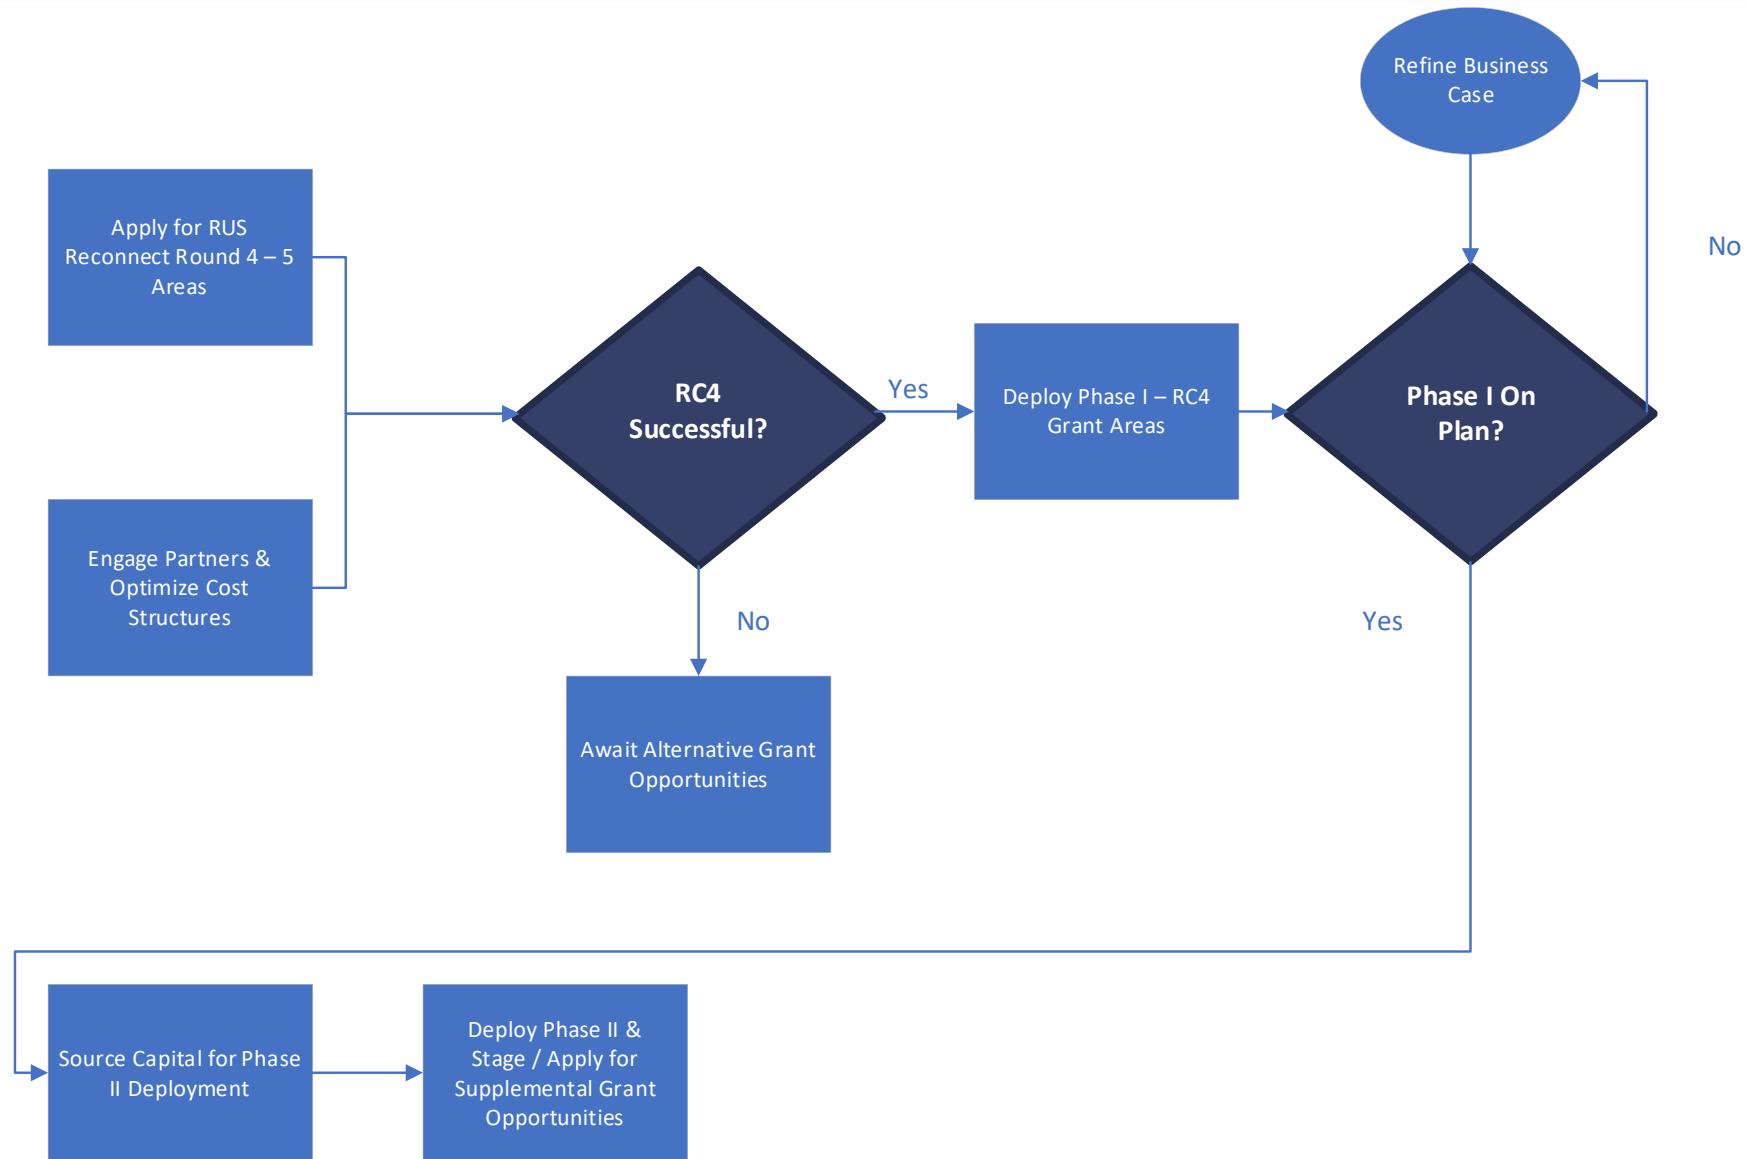 Refine Business
Case
No
Apply for RUS
Reconnect Round 4 – 5
Areas
RC4
Successful?
Yes
Deploy Phase I – RC4
Grant Areas
Phase I On
Plan?
Engage Partners &
Optimize Cost
Structures
No
Yes
Await Alternative Grant
Opportunities
Source Capital for Phase
II Deployment
Deploy Phase II &
Stage / Apply for
Supplemental Grant
Opportunities